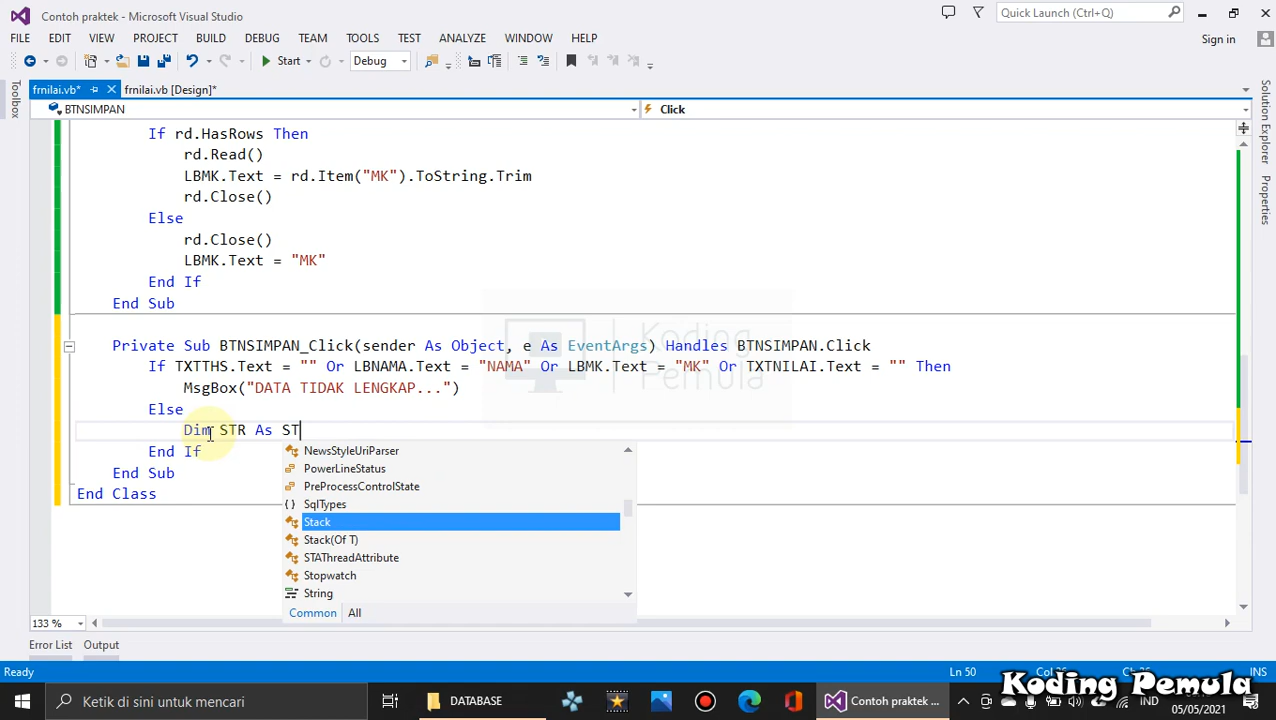 Contoh praktek - Microsoft Visual Studio
Quick Launch (Ctrl+Q)
FILE EDIT VIEW PROJECT BUILD DEBUG TEAM TOOLS TEST ANALYZE WINDOW HELP
Sign in
Start Debug
frnilai.vb* frnilai.vb [Design]*
Toolbox
Solution Explorer
Properties
BTNSIMPAN Click
If rd.HasRows Then
rd.Read()
LBMK.Text = rd.Item("MK").ToString.Trim
rd.Close()
Else
rd.Close()
LBMK.Text = "MK"
End If
End Sub
Koding
Pemula
Private Sub BTNSIMPAN_Click(sender As Object, e As EventArgs) Handles BTNSIMPAN.Click
If TXTTHS.Text = "" Or LBNAMA.Text = "NAMA" Or LBMK.Text = "MK" Or TXTNILAI.Text = "" Then
MsgBox("DATA TIDAK LENGKAP...")
Else
Dim STR As ST
End If
End Sub
End Class
NewsStyleUriParser
PowerLineStatus
PreProcessControlState
SqlTypes
Stack
Stack(Of T)
STAThreadAttribute
Stopwatch
String
Common All
133 %
Error List Output
Ready Ln 50 INS
Koding Pemula
Ketik di sini untuk mencari
DATABASE
Contoh praktek ...
IND
05/05/2021